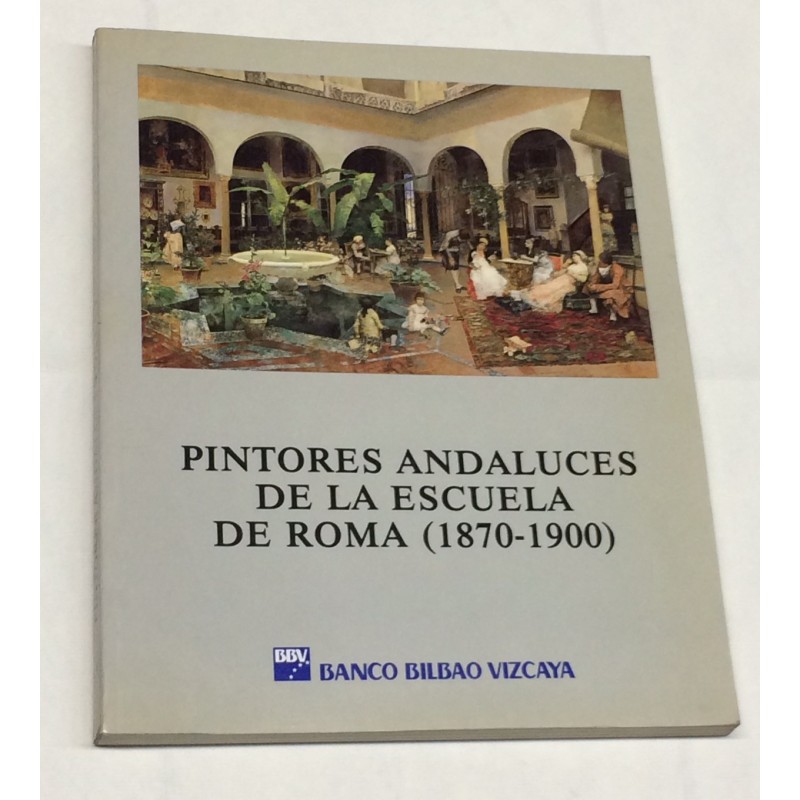 PINTORES ANDALUCES
DE LA ESCUELA
DE ROMA (1870-1900)
BBV
BANCO BILBAO VIZCAYA